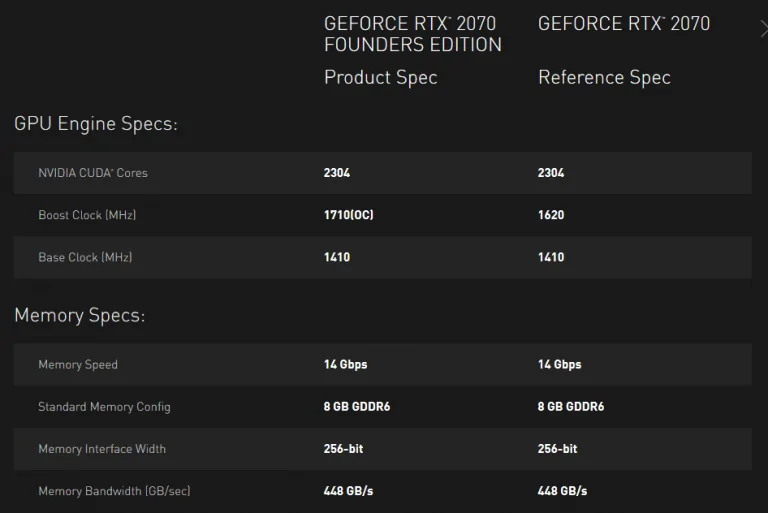 GEFORCE RTX™ 2070 FOUNDERS EDITION
GEFORCE RTX™ 2070
Product Spec
Reference Spec
GPU Engine Specs:
NVIDIA CUDA® Cores 2304 2304
Boost Clock (MHz) 1710(OC) 1620
Base Clock (MHz) 1410 1410
Memory Specs:
Memory Speed 14 Gbps 14 Gbps
Standard Memory Config 8 GB GDDR6 8 GB GDDR6
Memory Interface Width 256-bit 256-bit
Memory Bandwidth (GB/sec) 448 GB/s 448 GB/s